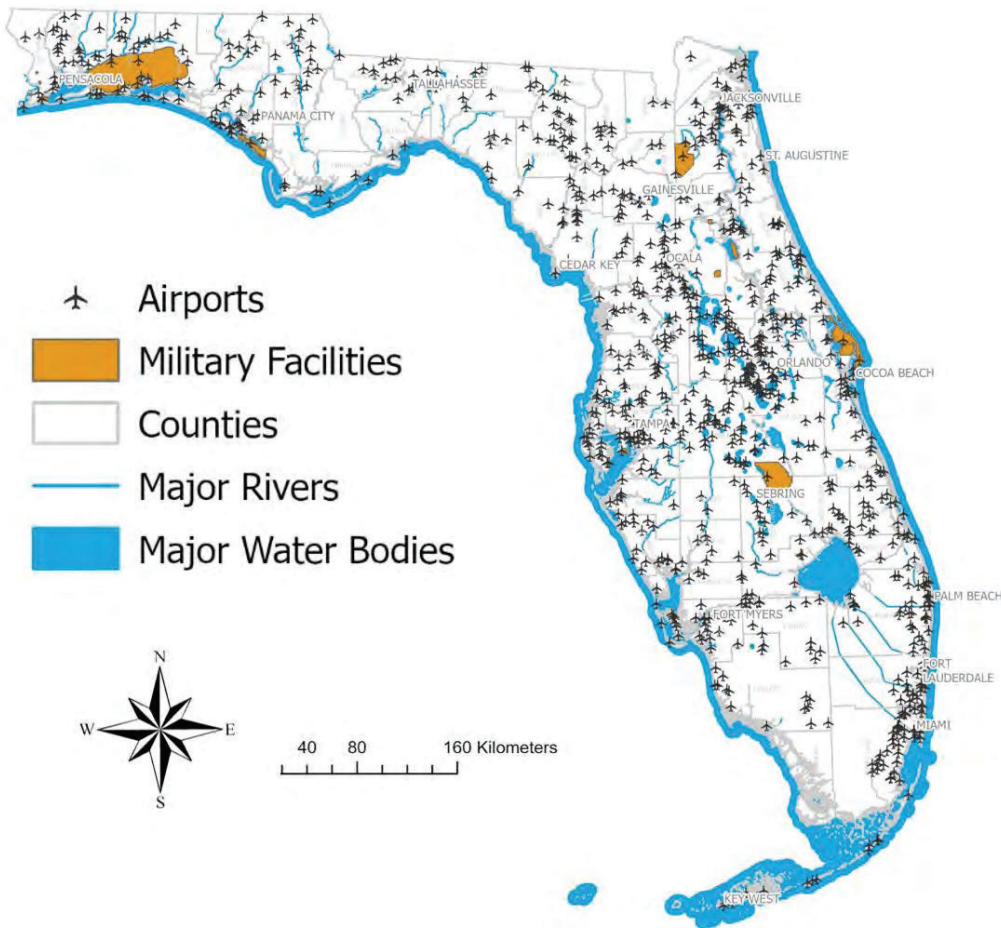 PENSACOLA
TALLAHASSEE
PANAMA CITY
JACKSONVILLE
ST. AUGUSTINE
GAINESVILLE
CEDAR KEY
OCALA
Airports
Military Facilities
Counties
Major Rivers
Major Water Bodies
ORLANDO
COCOA BEACH
TAMPA
SEBRING
PALM BEACH
FORT MYERS
FORT
LAUDERDALE
MIAMI
KEY WEST
N
W
E
S
40 80 160 Kilometers